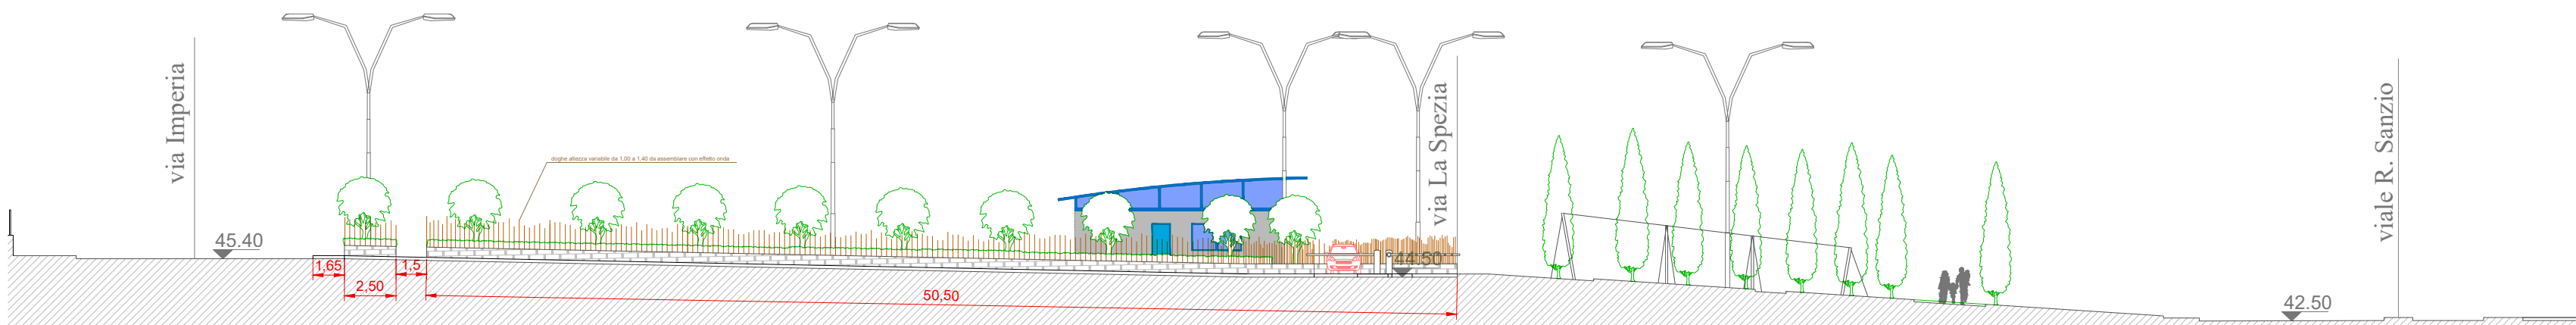 via Imperia
45.40
1,65
2,50
1,5
doghe altezza variabile da 1,00 a 1,40 da assemblare con effetto onda
50,50
via La Spezia
44.50
viale R. Sanzio
42.50